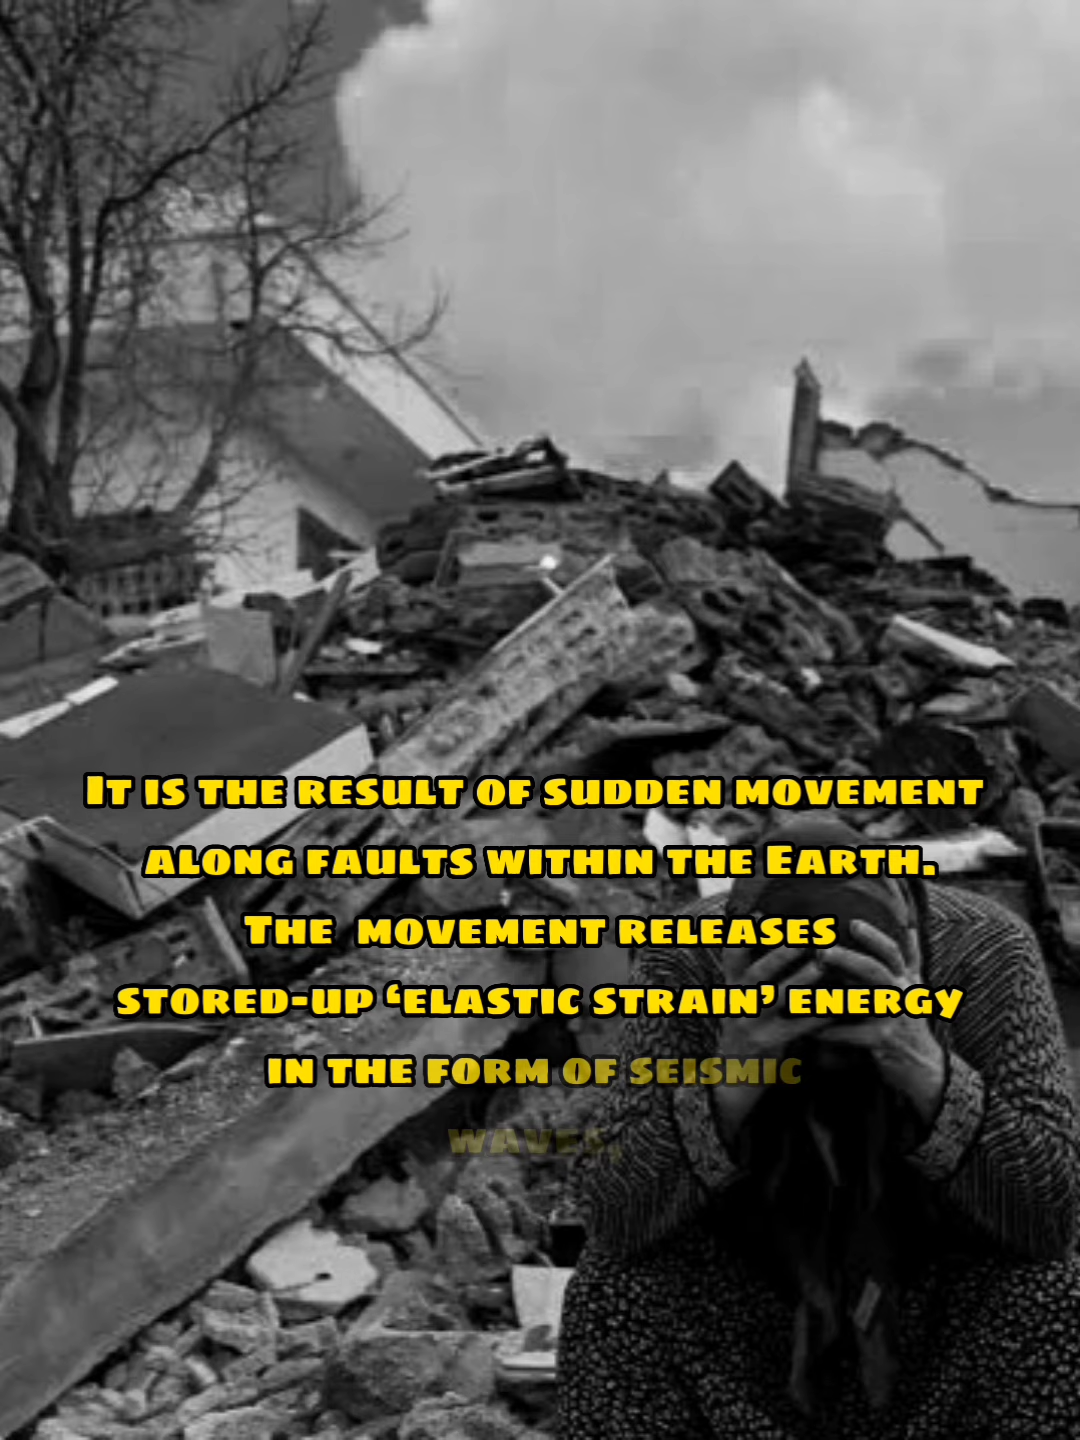 It is the result of sudden movement
along faults within the Earth.
The movement releases
stored-up ‘elastic strain’ energy
in the form of seismic
waves,